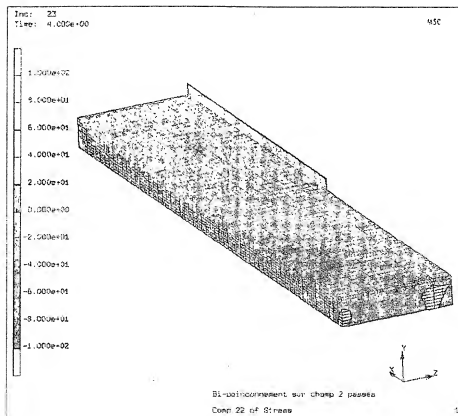 Inc: 23
Time: 4.000e+00
MSC
1.000e+02
8.000e+01
6.000e+01
4.000e+01
2.000e+01
0.000e+00
-2.000e+01
-4.000e+01
-6.000e+01
-8.000e+01
-1.000e+02
Y
X
Z
Bi-poinconnement sur champ 2 passes
Comp 22 of Stress